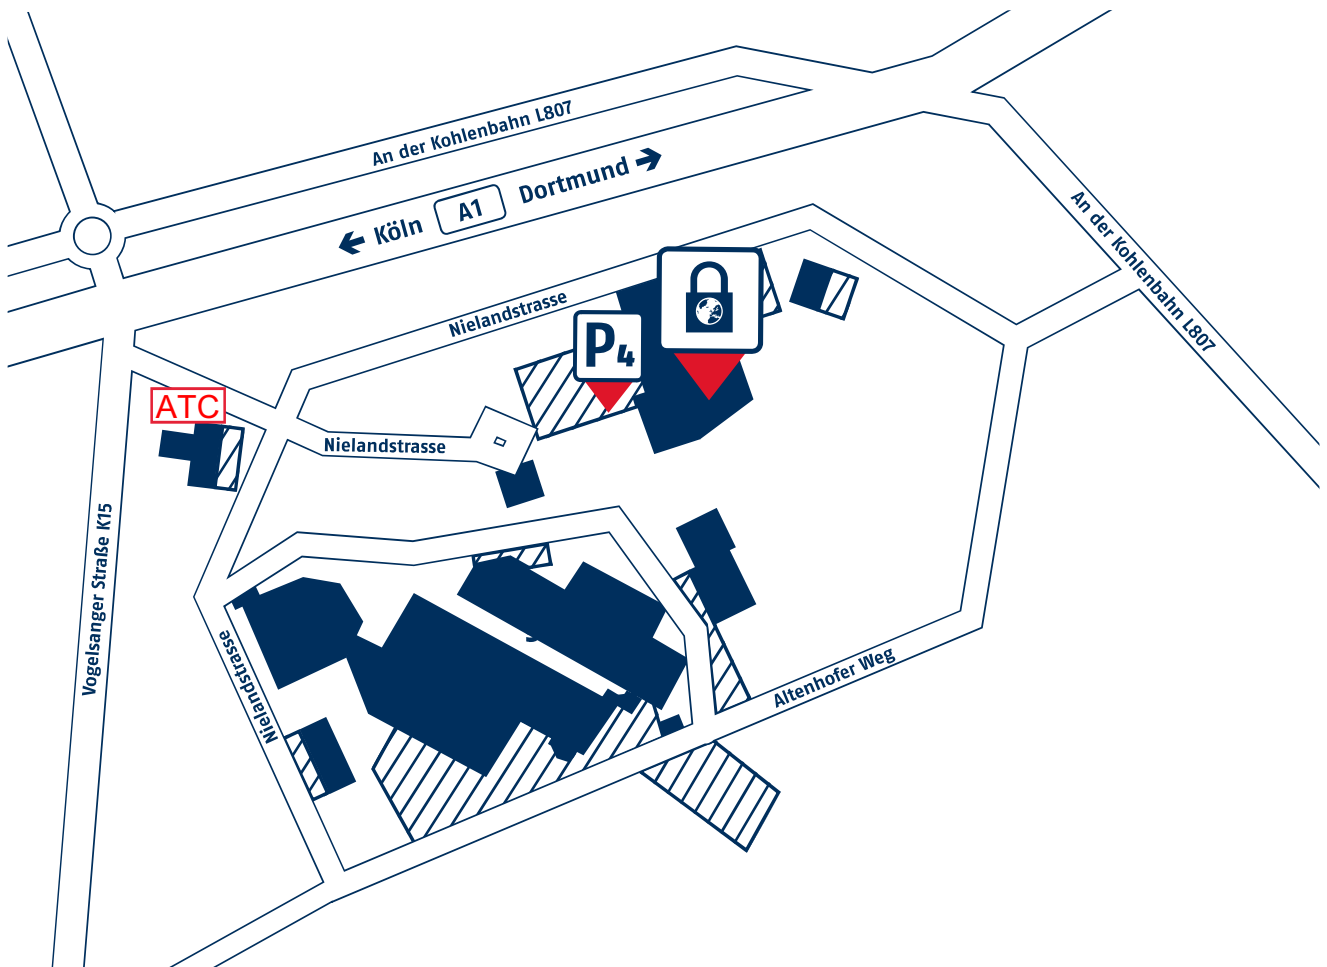 An der Kohlenbahn L807
Köln
A1
Dortmund
An der Kohlenbahn L807
Nielandstrasse
P4
ATC
Nielandstrasse
Vogelsanger Straße K15
Nielandstrasse
Altenhofer Weg